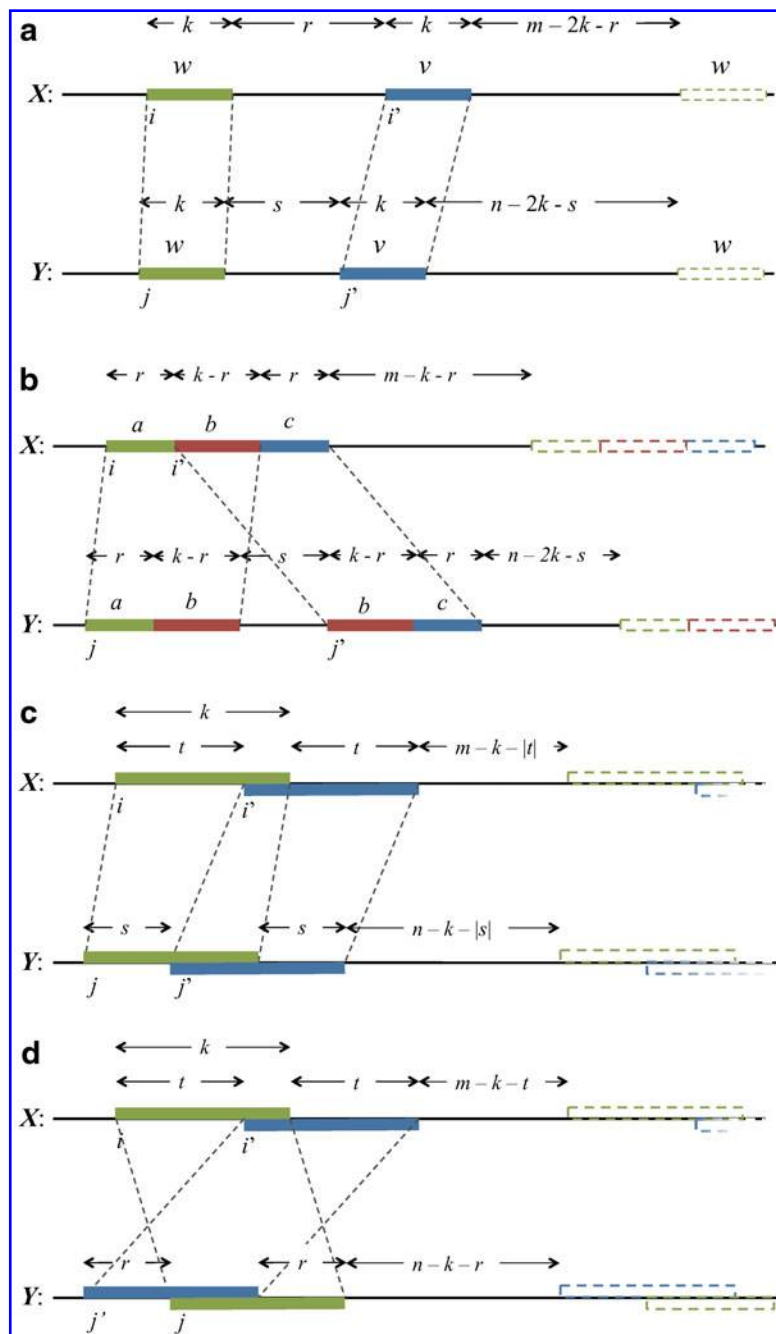 a
k r k m – 2k - r
w v w
X:
i i'
k s k n – 2k - s
w v w
Y:
j j'
b
r k - r r m – k - r
a b c
X:
i i'
r k - r s k - r r n – 2k - s
a b b c
Y:
j j'
c
k
t t m – k - |t|
X:
i i'
s s n – k – |s|
Y:
j j'
d
k
t t m – k - t
X:
i i'
r r n – k – r
Y:
j' j